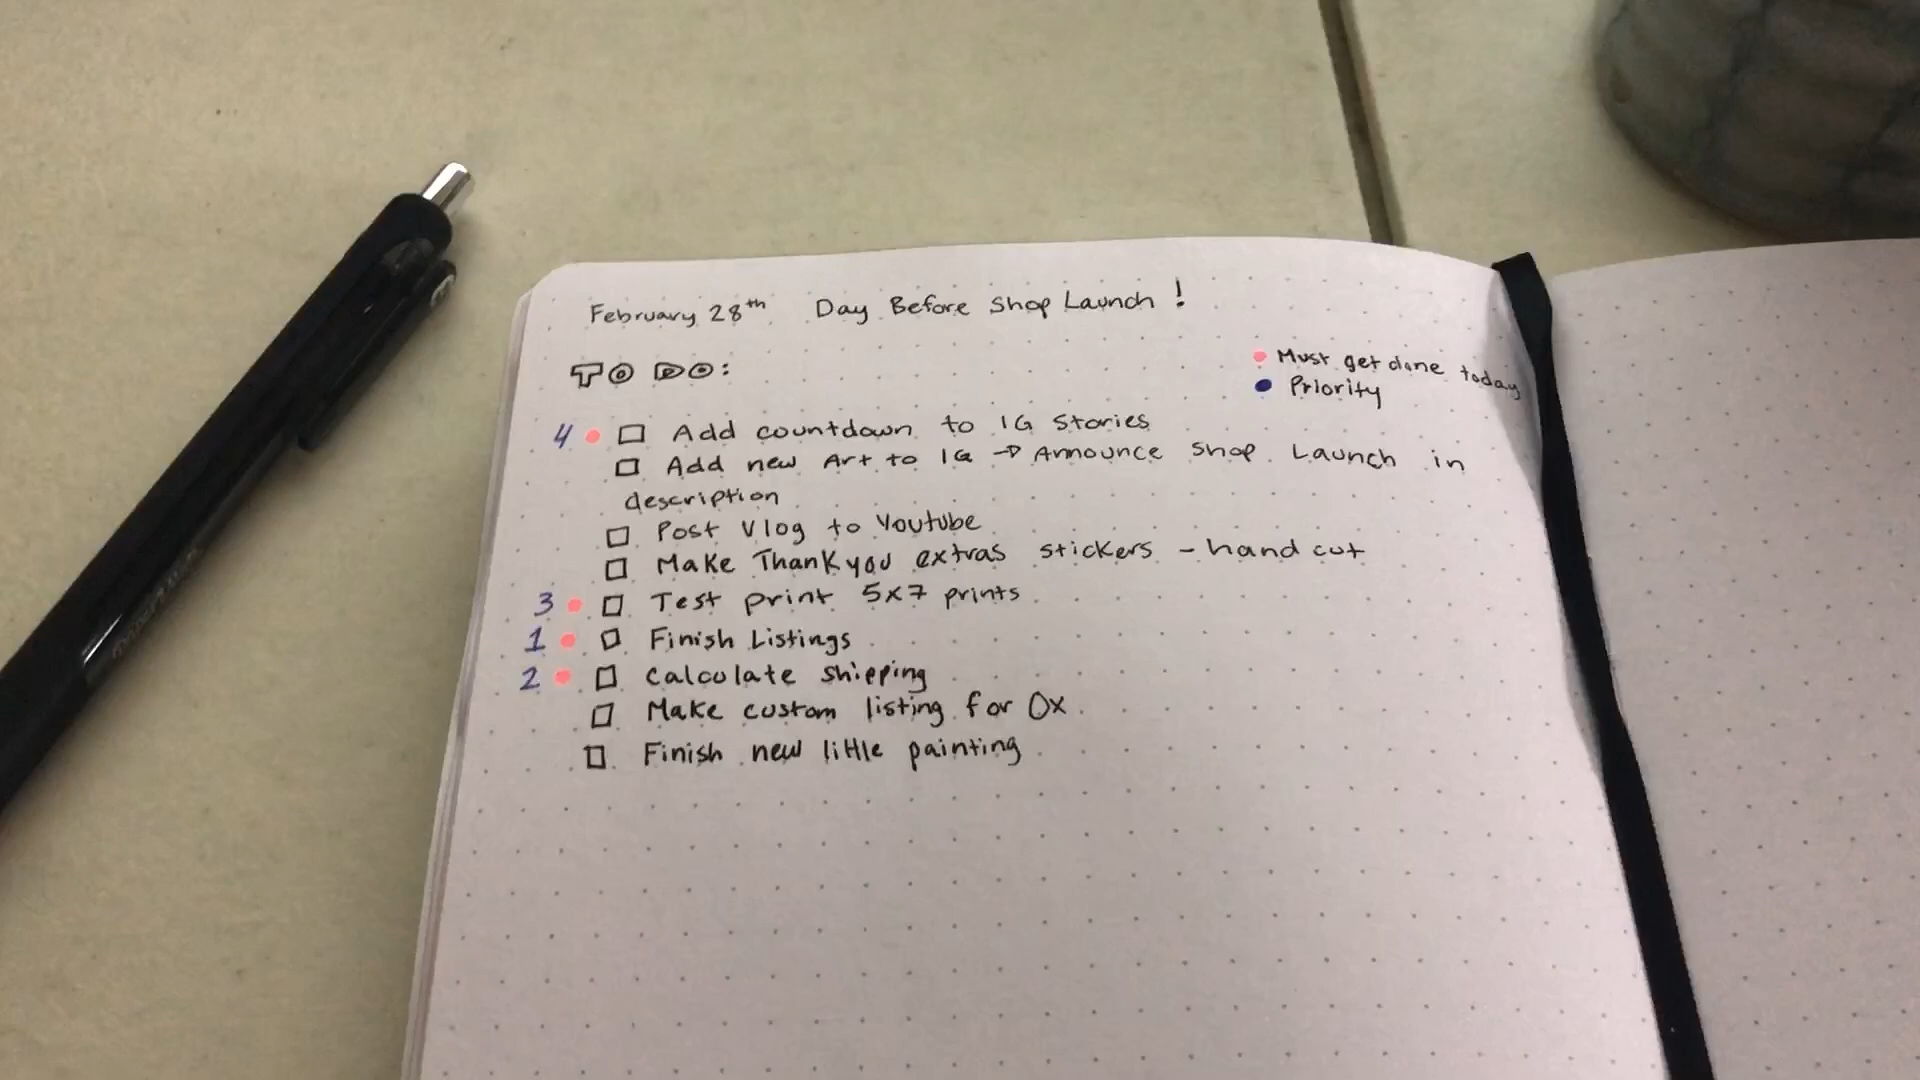 February 28th Day Before Shop Launch!
TO DO:
Must get done today
Priority
4 Add countdown to IG Stories
Add new Art to IG → Announce Shop Launch in
description
Post Vlog to Youtube
Make Thank you extras stickers - hand cut
3 Test print 5x7 prints
1 Finish Listings
2 Calculate shipping
Make custom listing for Ox
Finish new little painting